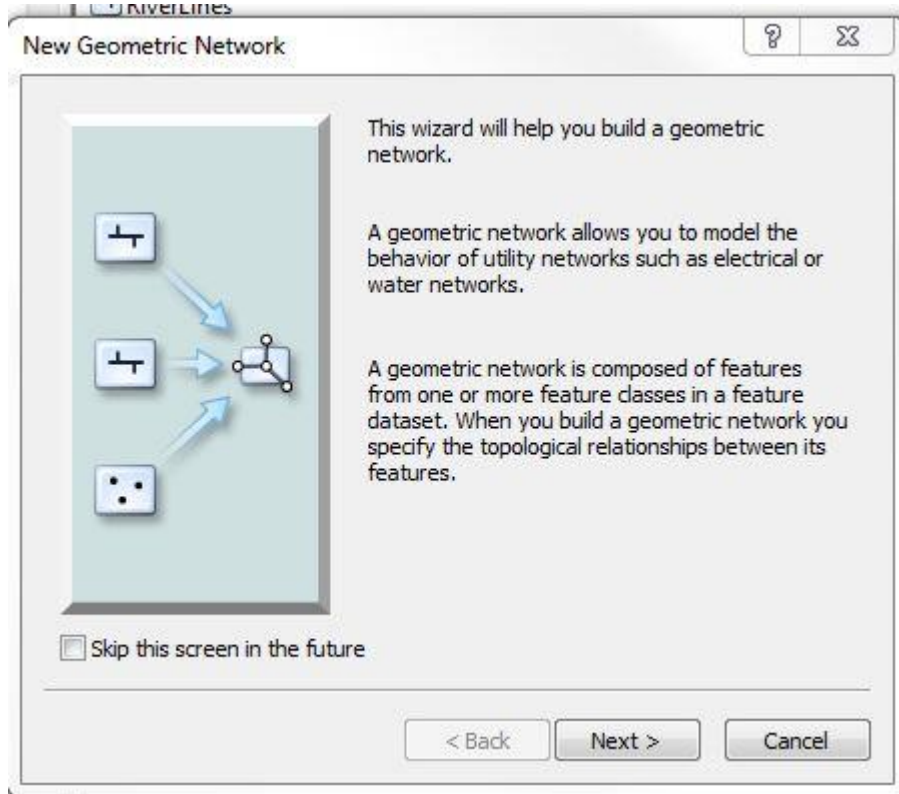 RiverLines
New Geometric Network
This wizard will help you build a geometric
network.
A geometric network allows you to model the
behavior of utility networks such as electrical or
water networks.
A geometric network is composed of features
from one or more feature classes in a feature
dataset. When you build a geometric network you
specify the topological relationships between its
features.
Skip this screen in the future
< Back Next > Cancel